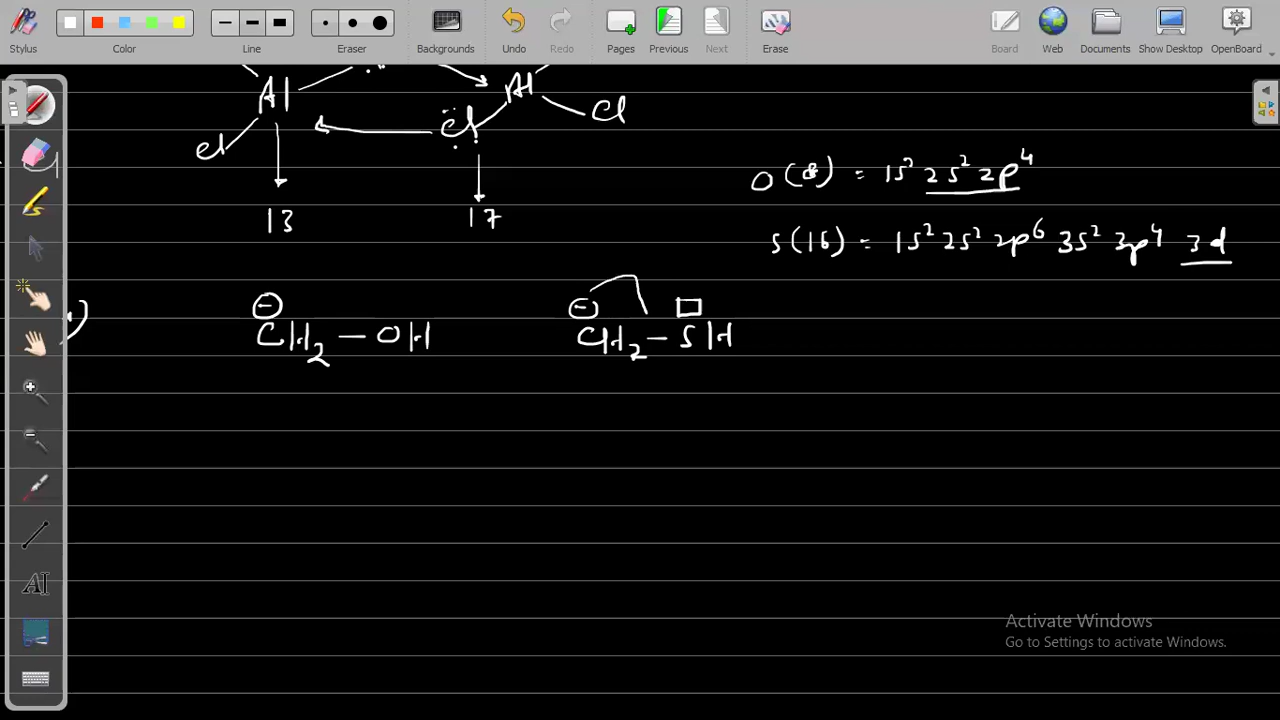 Stylus Color Line Eraser Backgrounds Undo Redo Pages Previous Next Erase Board Web Documents Show Desktop OpenBoard
Al Al
Cl Cl Cl
13 17
O(8) = 1s² 2s² 2p⁴
S(16) = 1s² 2s² 2p⁶ 3s² 3p⁴ 3d
⊖ ⊖
CH₂ — OH CH₂ — SH
AI
Activate Windows
Go to Settings to activate Windows.